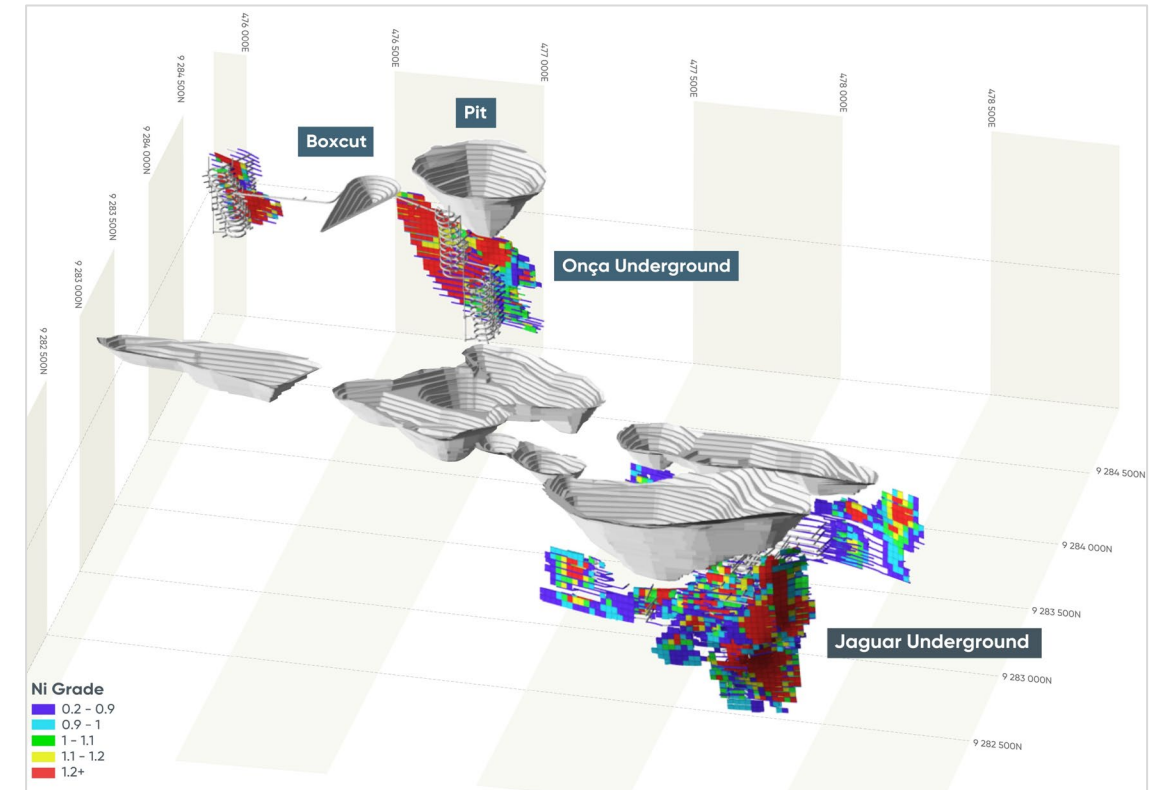 476 000E
476 500E
477 000E
477 500E
478 000E
478 500E
9 284 500N
9 284 000N
9 283 500N
9 283 000N
9 282 500N
Pit
Boxcut
Onça Underground
9 284 500N
9 284 000N
9 283 500N
Jaguar Underground
9 283 000N
9 282 500N
Ni Grade
0.2 - 0.9
0.9 - 1
1 - 1.1
1.1 - 1.2
1.2+